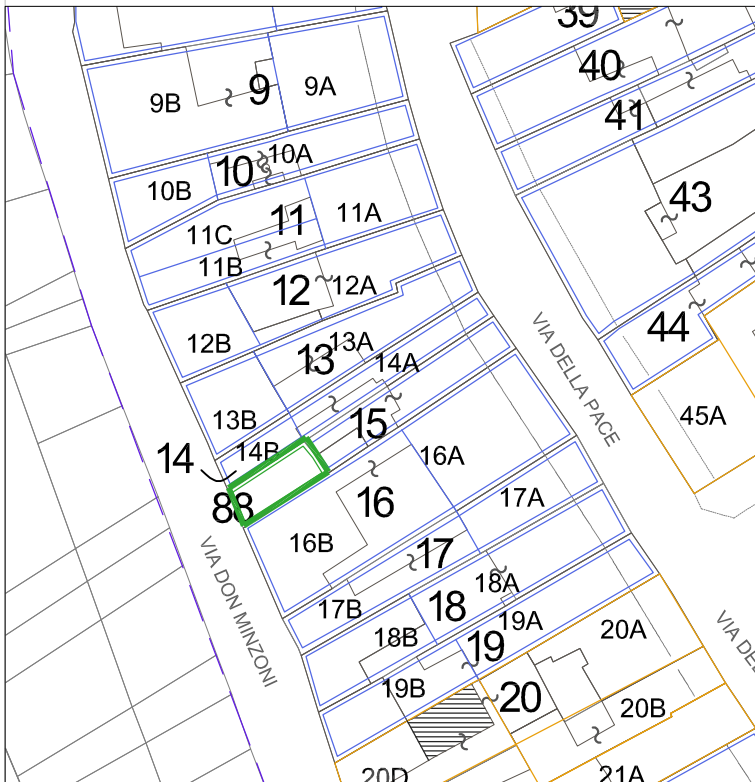 39
40
9
9A
9B
41
10A
10
10B
43
11A
11
11C
11B
12A
12
44
12B
13A
13
VIA DELLA PACE
14A
45A
13B
15
14B
14
16A
88
16
17A
16B
VIA DON MINZONI
17
18A
17B
18
19A
18B
20A
19
19B
20
20B
20D
21A